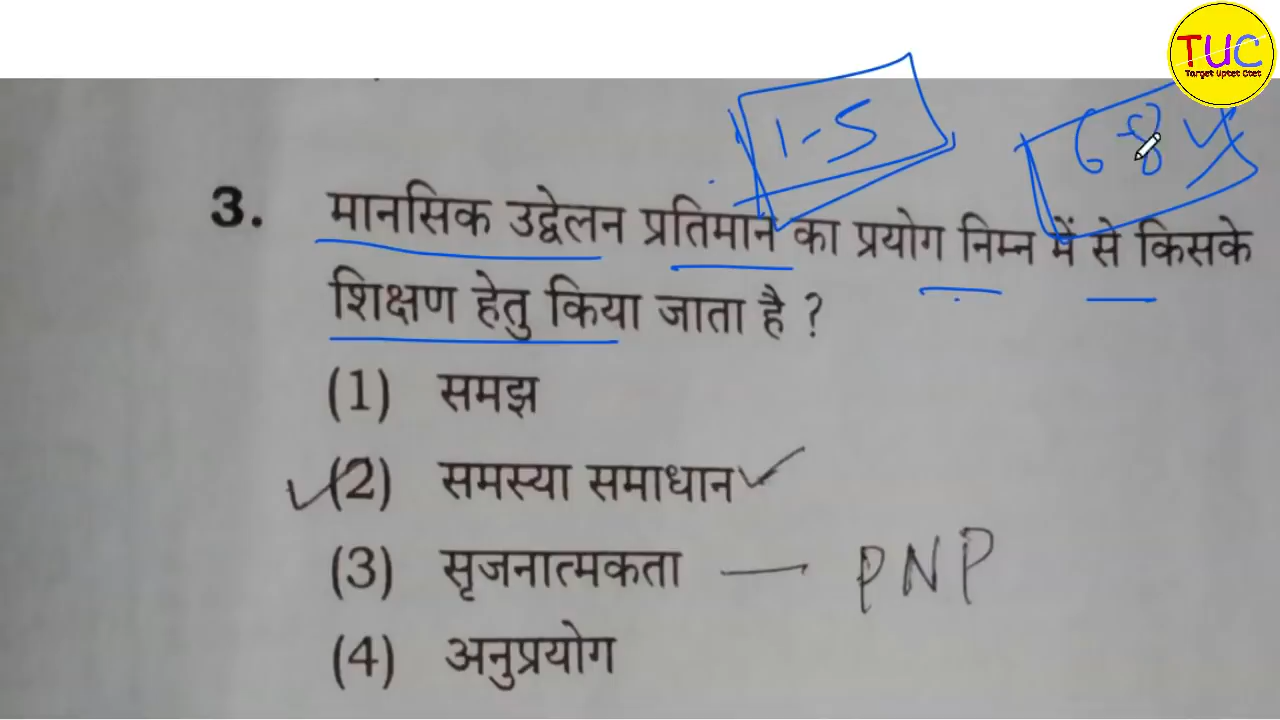 TUC
Target Uptet Ctet
1-5
6-8
3. मानसिक उद्वेलन प्रतिमान का प्रयोग निम्न में से किसके
शिक्षण हेतु किया जाता है ?
(1) समझ
(2) समस्या समाधान
(3) सृजनात्मकता — PNP
(4) अनुप्रयोग